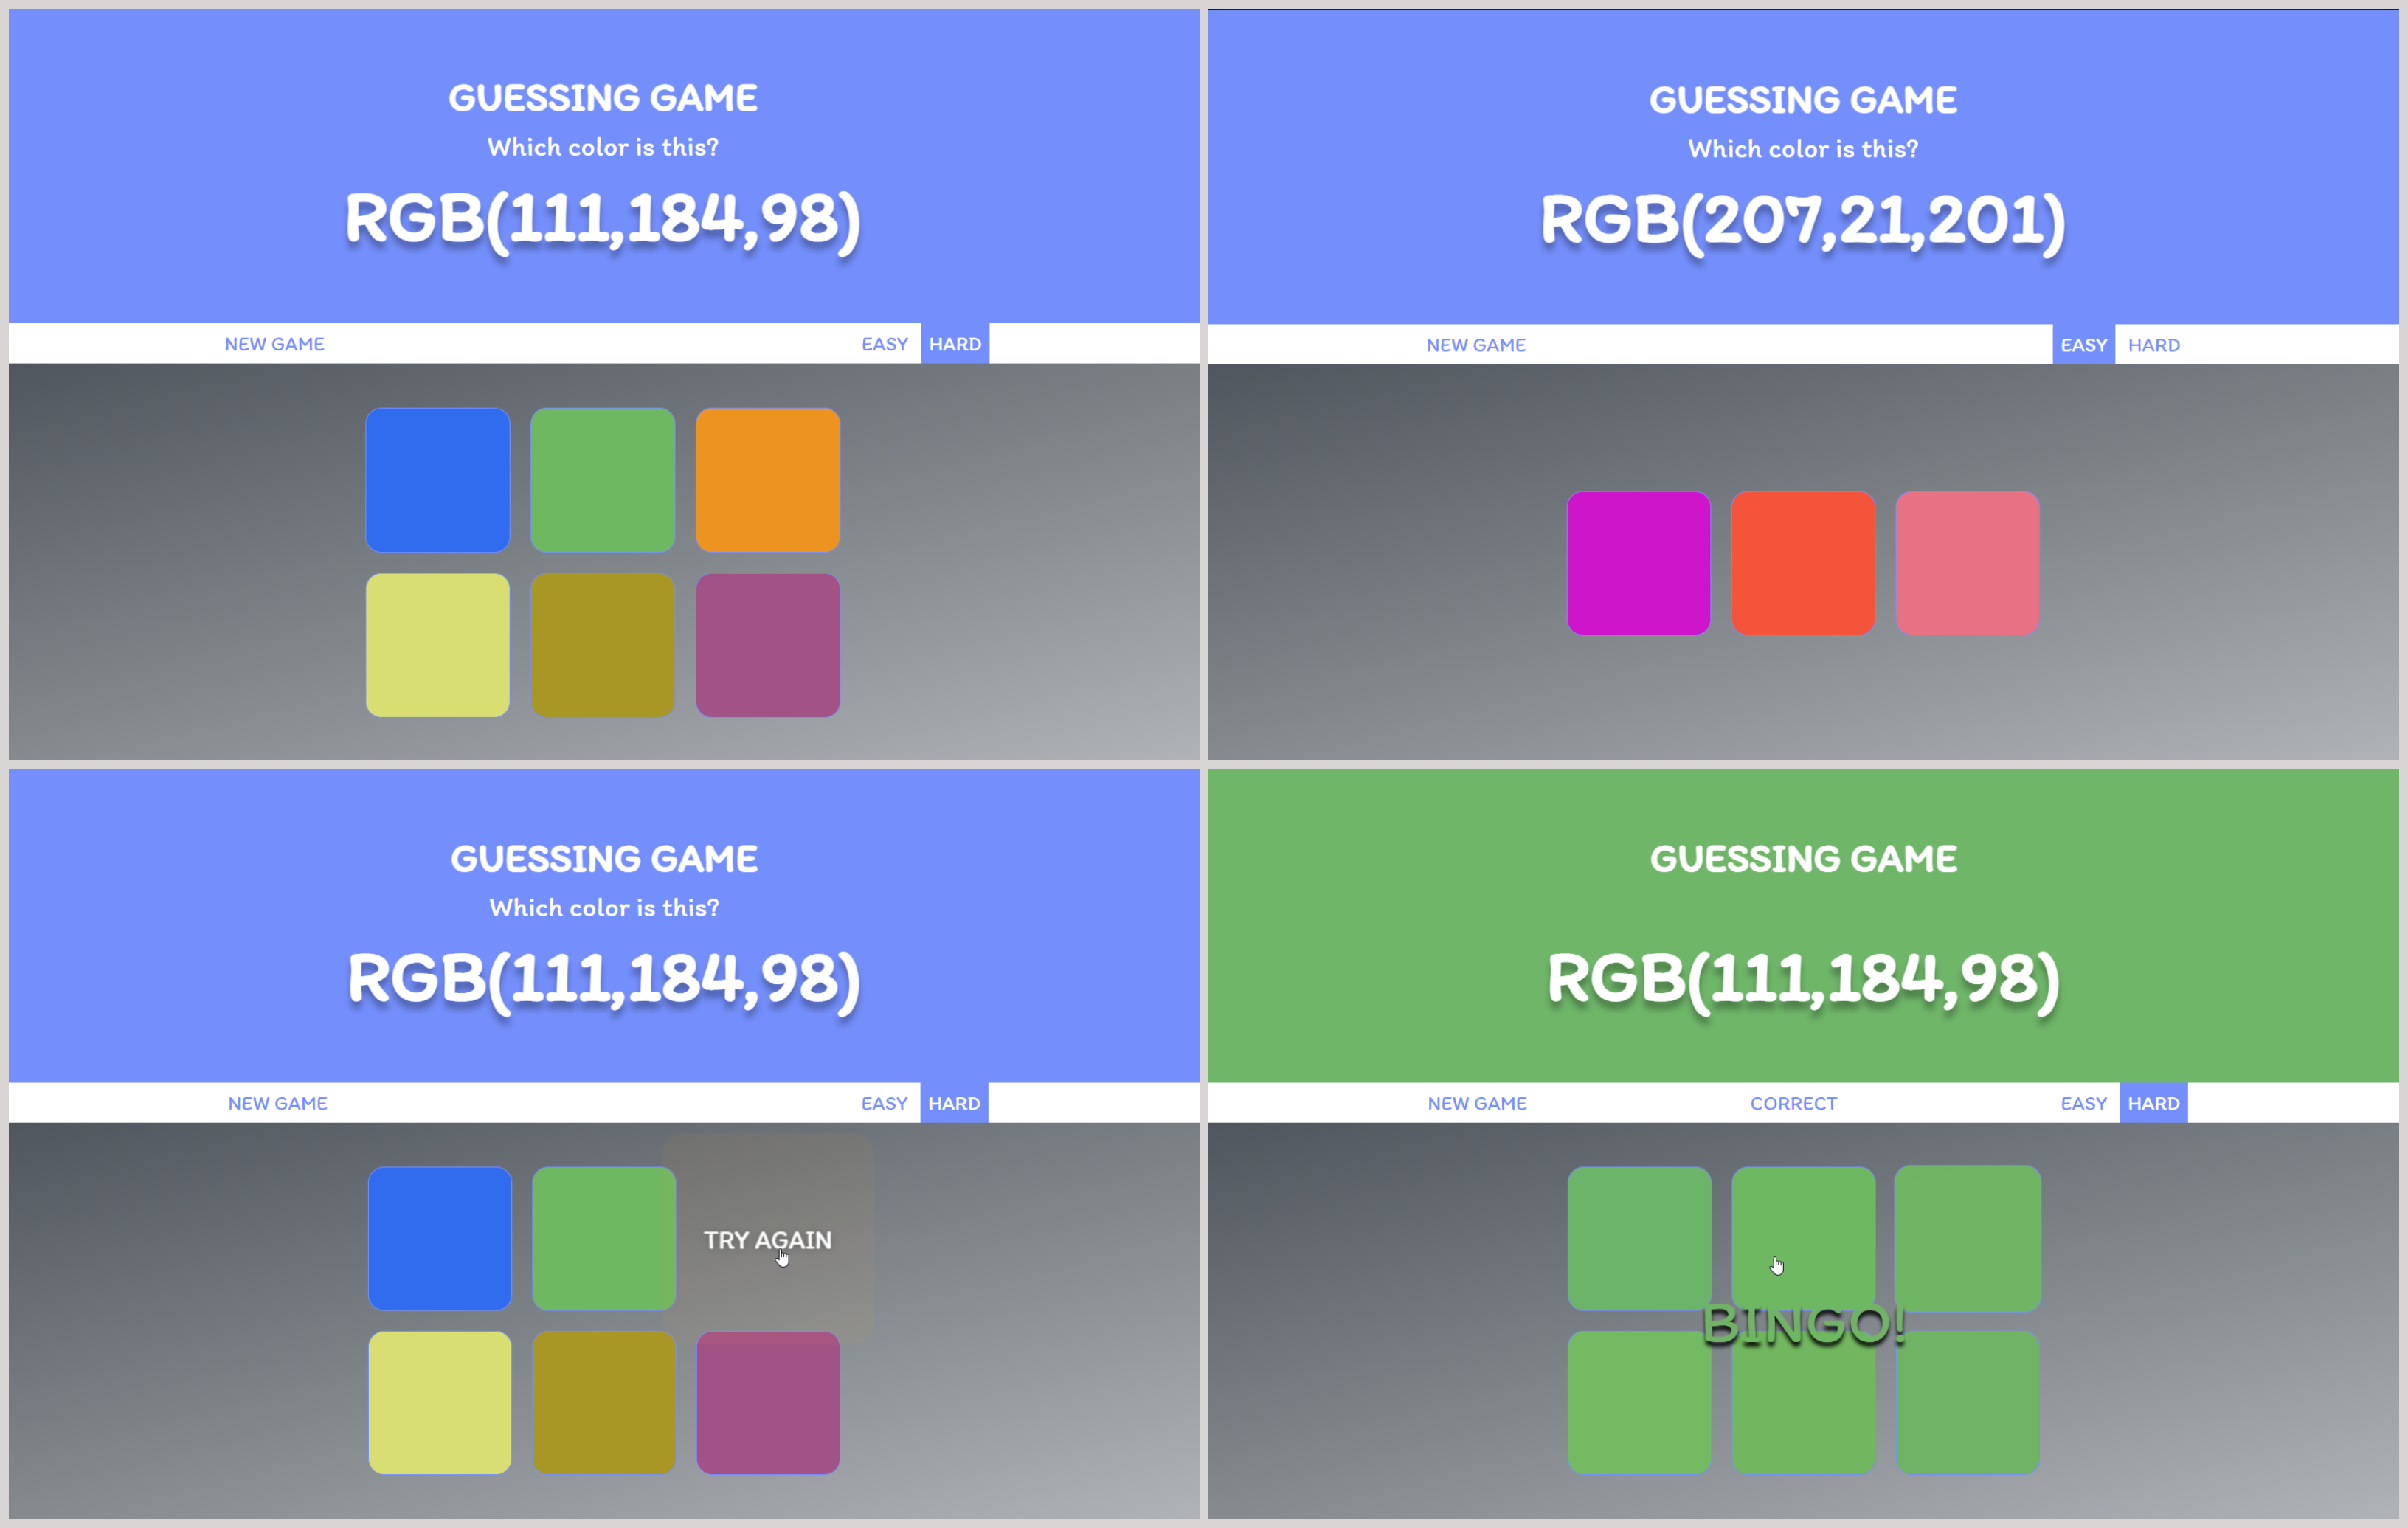 GUESSING GAME
Which color is this?
RGB(111,184,98)
NEW GAME EASY HARD
GUESSING GAME
Which color is this?
RGB(207,21,201)
NEW GAME EASY HARD
GUESSING GAME
Which color is this?
RGB(111,184,98)
NEW GAME EASY HARD
TRY AGAIN
GUESSING GAME
RGB(111,184,98)
NEW GAME CORRECT EASY HARD
BINGO!